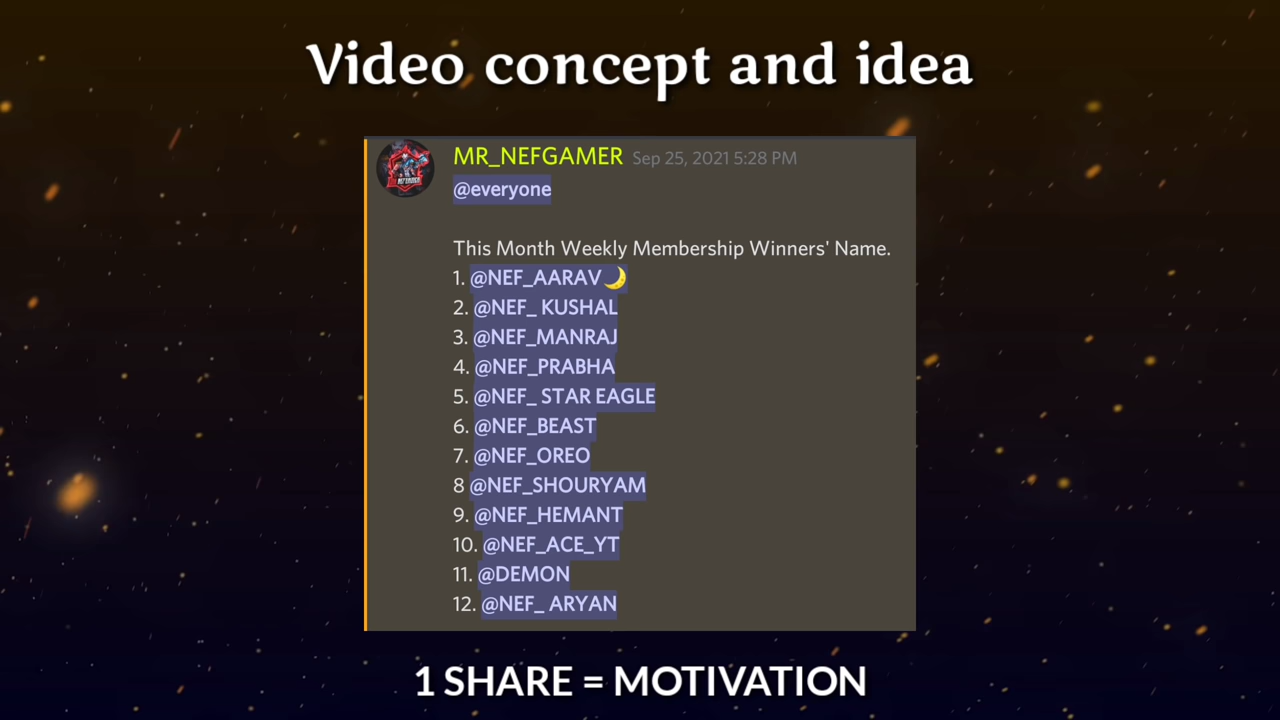 Video concept and idea
MR_NEFGAMER Sep 25, 2021 5:28 PM
@everyone
This Month Weekly Membership Winners' Name.
1. @NEF_AARAV🌙
2. @NEF_ KUSHAL
3. @NEF_MANRAJ
4. @NEF_PRABHA
5. @NEF_ STAR EAGLE
6. @NEF_BEAST
7. @NEF_OREO
8 @NEF_SHOURYAM
9. @NEF_HEMANT
10. @NEF_ACE_YT
11. @DEMON
12. @NEF_ ARYAN
1 SHARE = MOTIVATION